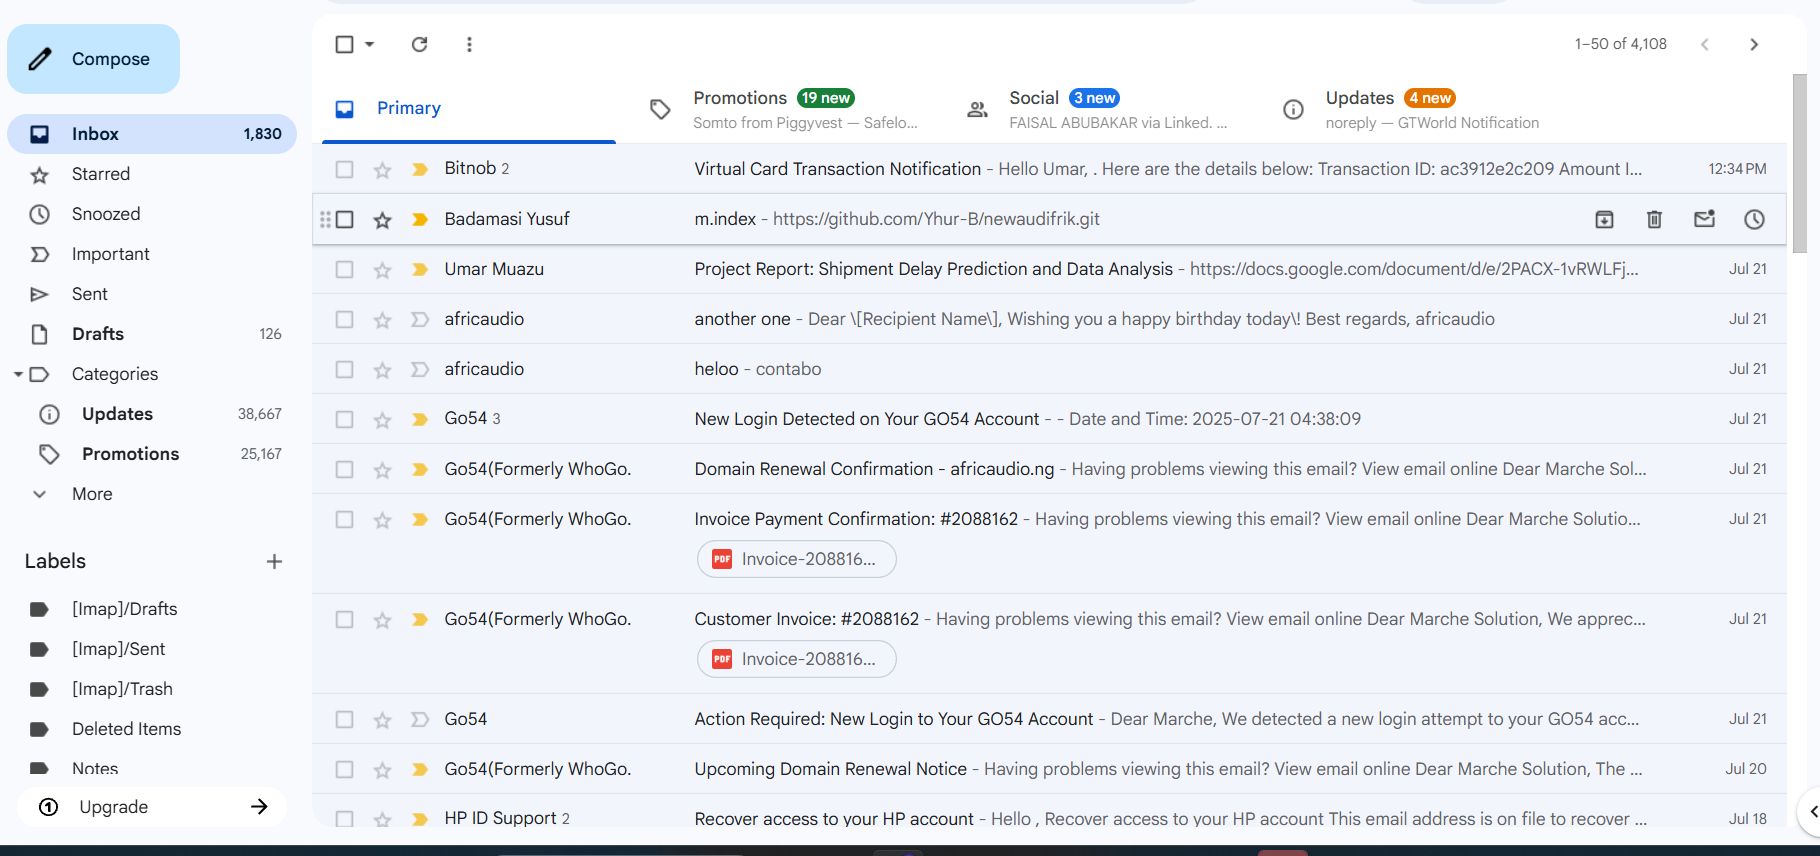 Compose
Inbox 1,830
Starred
Snoozed
Important
Sent
Drafts 126
Categories
Updates 38,667
Promotions 25,167
More
Labels
[Imap]/Drafts
[Imap]/Sent
[Imap]/Trash
Deleted Items
Notes
Upgrade
1–50 of 4,108
Primary
Promotions 19 new
Somto from Piggyvest — Safelo...
Social 3 new
FAISAL ABUBAKAR via Linked. ...
Updates 4 new
noreply — GTWorld Notification
Bitnob 2 Virtual Card Transaction Notification - Hello Umar, . Here are the details below: Transaction ID: ac3912e2c209 Amount I... 12:34 PM
Badamasi Yusuf m.index - https://github.com/Yhur-B/newaudifrik.git
Umar Muazu Project Report: Shipment Delay Prediction and Data Analysis - https://docs.google.com/document/d/e/2PACX-1vRWLFj... Jul 21
africaudio another one - Dear \[Recipient Name\], Wishing you a happy birthday today\! Best regards, africaudio Jul 21
africaudio heloo - contabo Jul 21
Go54 3 New Login Detected on Your GO54 Account - - Date and Time: 2025-07-21 04:38:09 Jul 21
Go54(Formerly WhoGo. Domain Renewal Confirmation - africaudio.ng - Having problems viewing this email? View email online Dear Marche Sol... Jul 21
Go54(Formerly WhoGo. Invoice Payment Confirmation: #2088162 - Having problems viewing this email? View email online Dear Marche Solutio... Jul 21
PDF Invoice-208816...
Go54(Formerly WhoGo. Customer Invoice: #2088162 - Having problems viewing this email? View email online Dear Marche Solution, We apprec... Jul 21
PDF Invoice-208816...
Go54 Action Required: New Login to Your GO54 Account - Dear Marche, We detected a new login attempt to your GO54 acc... Jul 21
Go54(Formerly WhoGo. Upcoming Domain Renewal Notice - Having problems viewing this email? View email online Dear Marche Solution, The ... Jul 20
HP ID Support 2 Recover access to your HP account - Hello , Recover access to your HP account This email address is on file to recover ... Jul 18